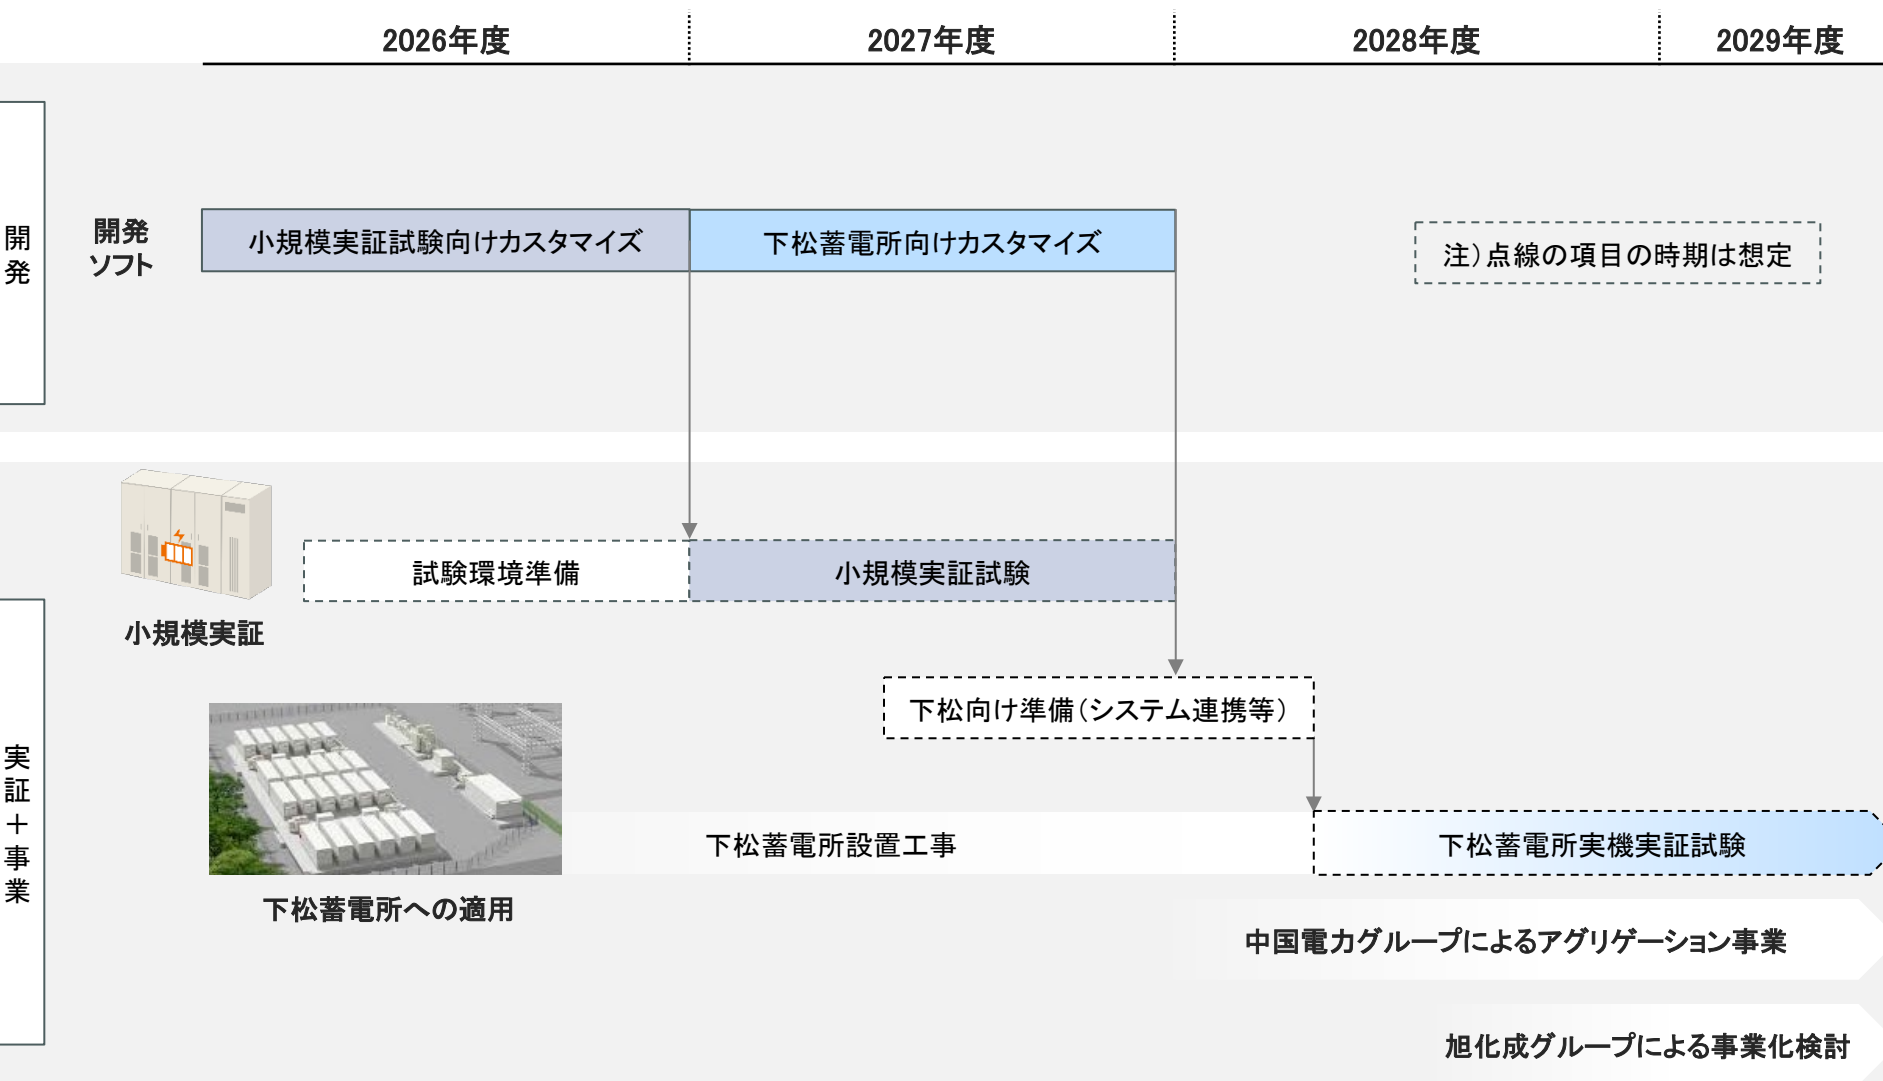 2026年度
2027年度
2028年度
2029年度
開発
開発
ソフト
小規模実証試験向けカスタマイズ
下松蓄電所向けカスタマイズ
注）点線の項目の時期は想定
実証＋事業
試験環境準備
小規模実証試験
小規模実証
下松向け準備（システム連携等）
下松蓄電所設置工事
下松蓄電所実機実証試験
下松蓄電所への適用
中国電力グループによるアグリゲーション事業
旭化成グループによる事業化検討